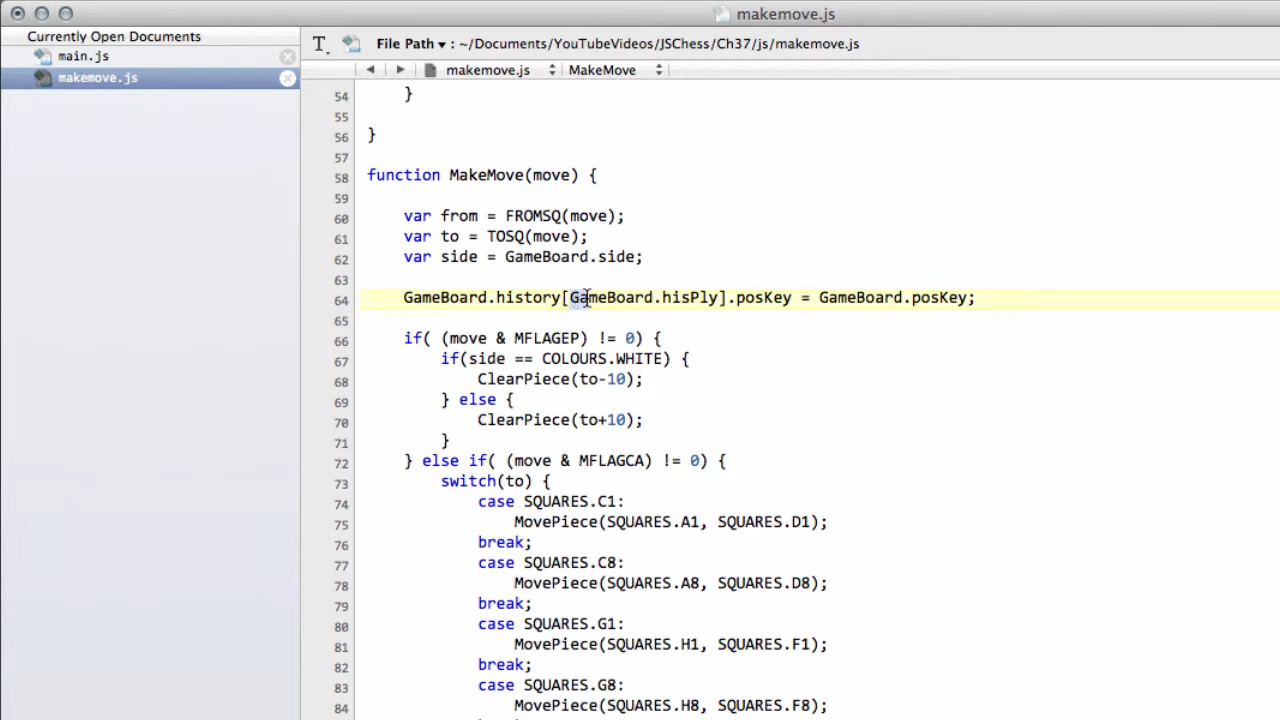 makemove.js
Currently Open Documents
main.js
makemove.js
File Path ▾ : ~/Documents/YouTubeVideos/JSChess/Ch37/js/makemove.js
makemove.js MakeMove
54 }
55
56 }
57
58 function MakeMove(move) {
59
60 var from = FROMSQ(move);
61 var to = TOSQ(move);
62 var side = GameBoard.side;
63
64 GameBoard.history[GameBoard.hisPly].posKey = GameBoard.posKey;
65
66 if( (move & MFLAGEP) != 0) {
67 if(side == COLOURS.WHITE) {
68 ClearPiece(to-10);
69 } else {
70 ClearPiece(to+10);
71 }
72 } else if( (move & MFLAGCA) != 0) {
73 switch(to) {
74 case SQUARES.C1:
75 MovePiece(SQUARES.A1, SQUARES.D1);
76 break;
77 case SQUARES.C8:
78 MovePiece(SQUARES.A8, SQUARES.D8);
79 break;
80 case SQUARES.G1:
81 MovePiece(SQUARES.H1, SQUARES.F1);
82 break;
83 case SQUARES.G8:
84 MovePiece(SQUARES.H8, SQUARES.F8);